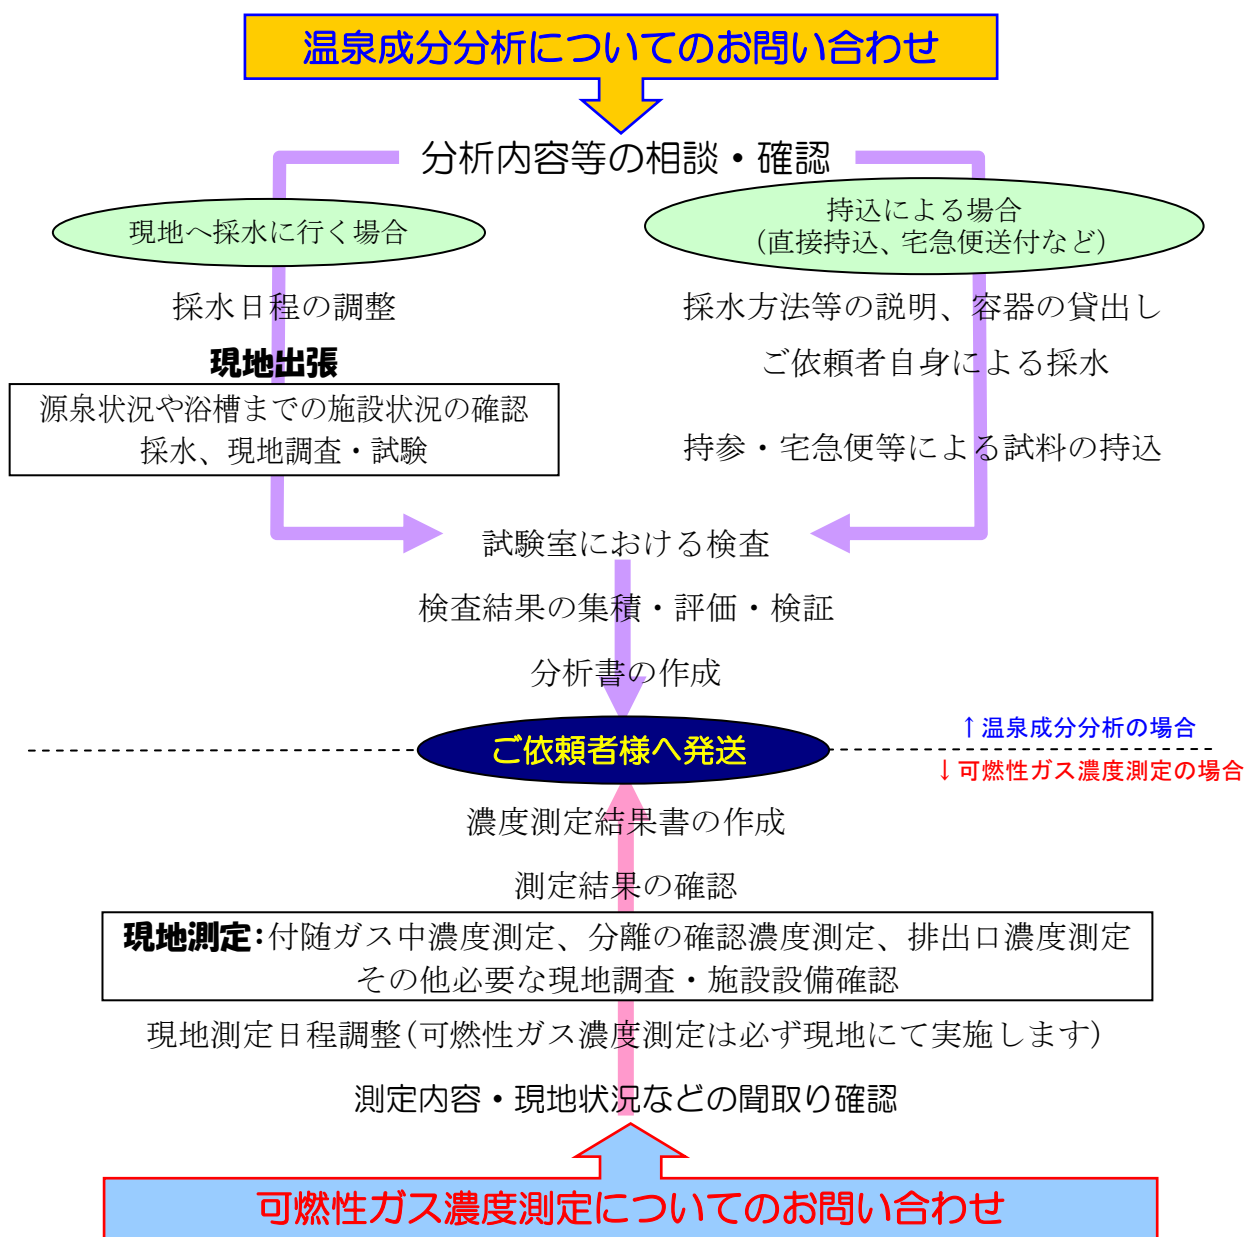 温泉成分分析についてのお問い合わせ
分析内容等の相談・確認
現地へ採水に行く場合
持込による場合
（直接持込、宅急便送付など）
採水日程の調整
採水方法等の説明、容器の貸出し
現地出張
ご依頼者自身による採水
源泉状況や浴槽までの施設状況の確認
採水、現地調査・試験
持参・宅急便等による試料の持込
試験室における検査
検査結果の集積・評価・検証
分析書の作成
ご依頼者様へ発送
↑温泉成分分析の場合
↓可燃性ガス濃度測定の場合
濃度測定結果書の作成
測定結果の確認
現地測定：付随ガス中濃度測定、分離の確認濃度測定、排出口濃度測定
その他必要な現地調査・施設設備確認
現地測定日程調整（可燃性ガス濃度測定は必ず現地にて実施します）
測定内容・現地状況などの聞取り確認
可燃性ガス濃度測定についてのお問い合わせ